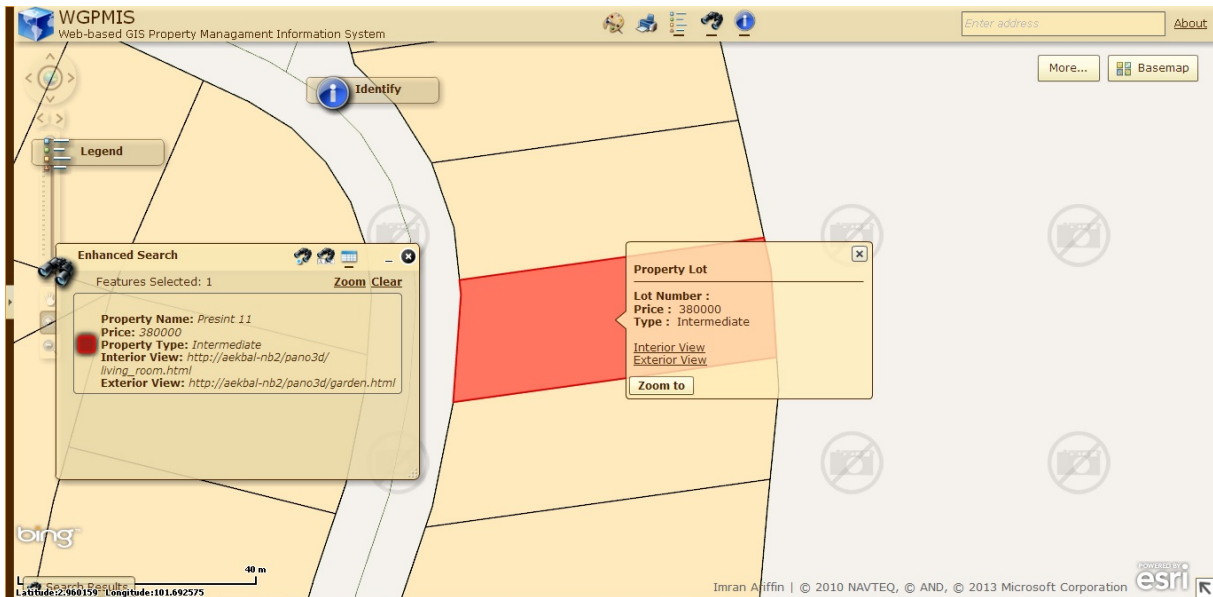 WGPMIS
Web-based GIS Property Managament Information System
Enter address
About
More...
Basemap
Identify
Legend
Enhanced Search
Features Selected: 1
Zoom Clear
Property Name: Presint 11
Price: 380000
Property Type: Intermediate
Interior View: http://aekbal-nb2/pano3d/
living_room.html
Exterior View: http://aekbal-nb2/pano3d/garden.html
Property Lot
Lot Number :
Price : 380000
Type : Intermediate
Interior View
Exterior View
Zoom to
bing
40 m
Search Results
Latitude:2.960159 Longitude:101.692575
Imran Ariffin | © 2010 NAVTEQ, © AND, © 2013 Microsoft Corporation
POWERED BY
esri